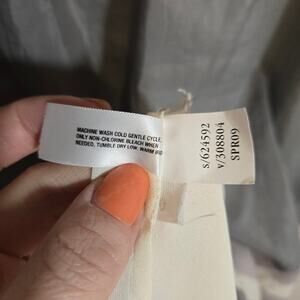 MACHINE WASH COLD GENTLE CYCLE,
ONLY NON-CHLORINE BLEACH WHEN
NEEDED, TUMBLE DRY LOW, WARM
s/624592
v/308804
SPR09